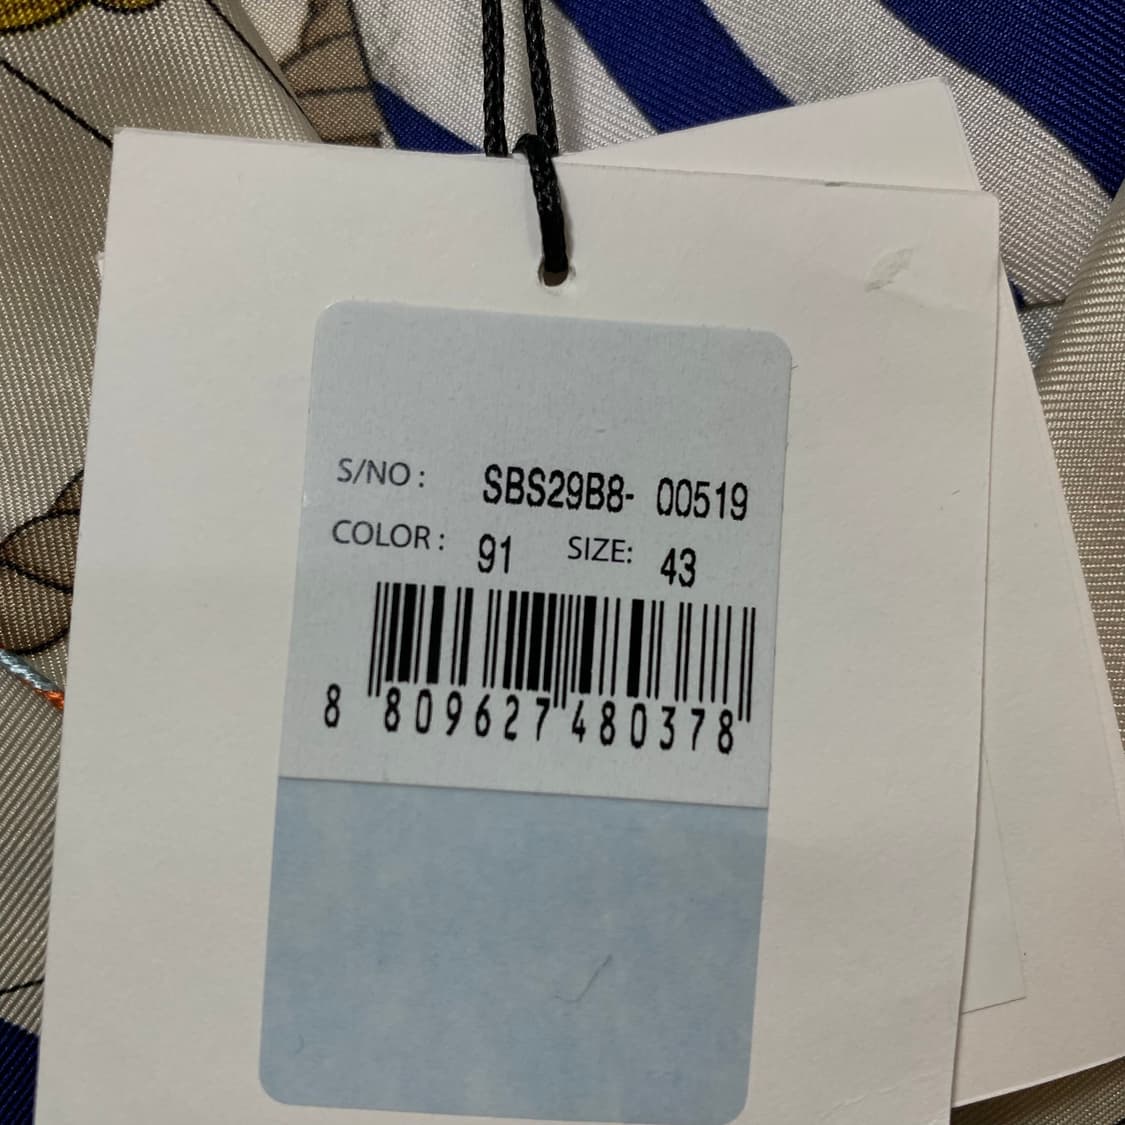 S/NO : SBS29B8- 00519
COLOR : 91 SIZE: 43
8 809627 480378